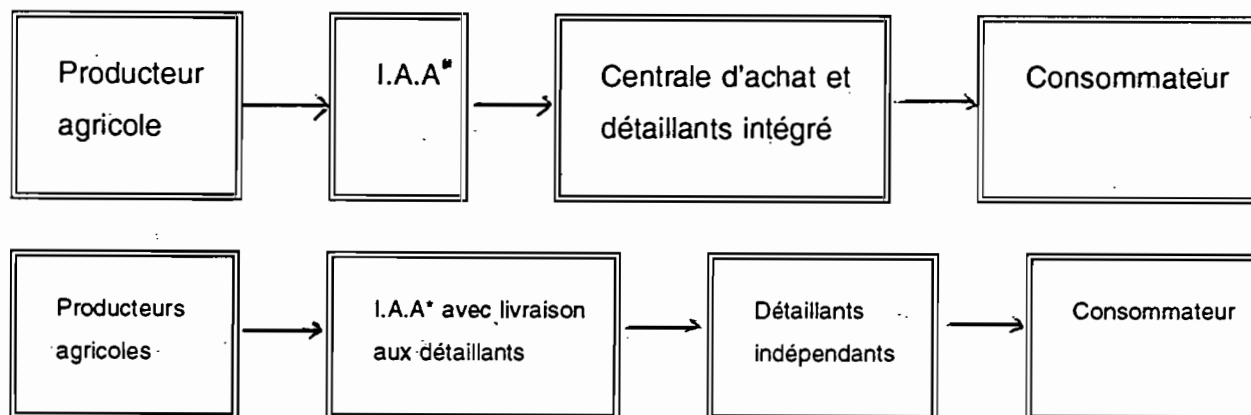 Producteur
agricole
I.A.A*
Centrale d'achat et
détaillants intégré
Consommateur
Producteurs
agricoles
I.A.A* avec livraison
aux détaillants
Détaillants
indépendants
Consommateur